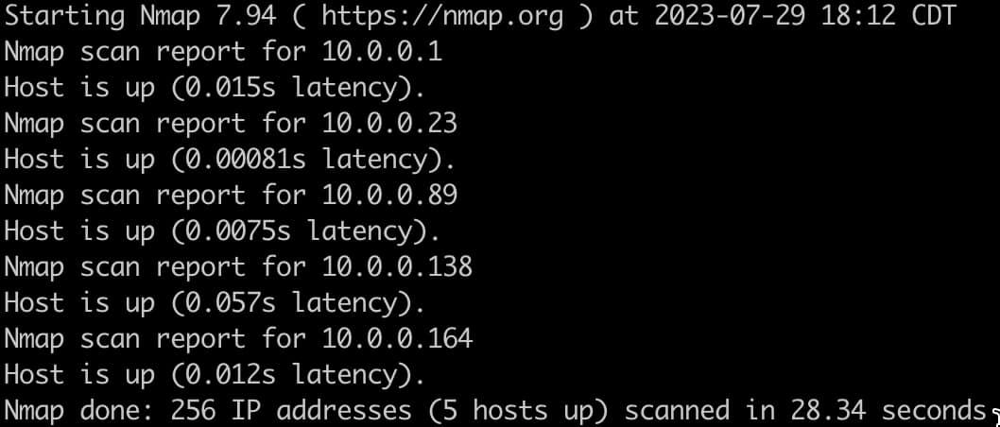 Starting Nmap 7.94 ( https://nmap.org ) at 2023-07-29 18:12 CDT
Nmap scan report for 10.0.0.1
Host is up (0.015s latency).
Nmap scan report for 10.0.0.23
Host is up (0.00081s latency).
Nmap scan report for 10.0.0.89
Host is up (0.0075s latency).
Nmap scan report for 10.0.0.138
Host is up (0.057s latency).
Nmap scan report for 10.0.0.164
Host is up (0.012s latency).
Nmap done: 256 IP addresses (5 hosts up) scanned in 28.34 seconds